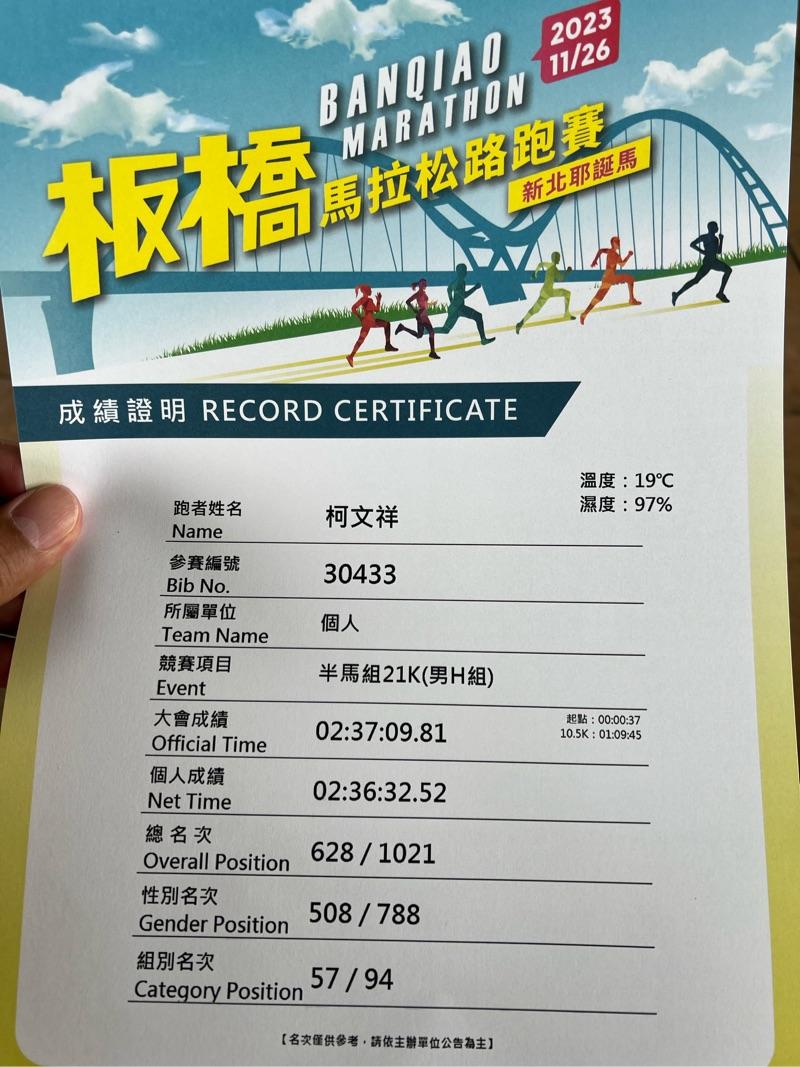 2023
11/26
BANQIAO
MARATHON
板橋馬拉松路跑賽
新北耶誕馬
成績證明 RECORD CERTIFICATE
溫度：19℃
濕度：97%
跑者姓名
Name
柯文祥
參賽編號
Bib No.
30433
所屬單位
Team Name
個人
競賽項目
Event
半馬組21K(男H組)
大會成績
Official Time
02:37:09.81
起點：00:00:37
10.5K：01:09:45
個人成績
Net Time
02:36:32.52
總名次
Overall Position
628 / 1021
性別名次
Gender Position
508 / 788
組別名次
Category Position
57 / 94
【名次僅供參考，請依主辦單位公告為主】